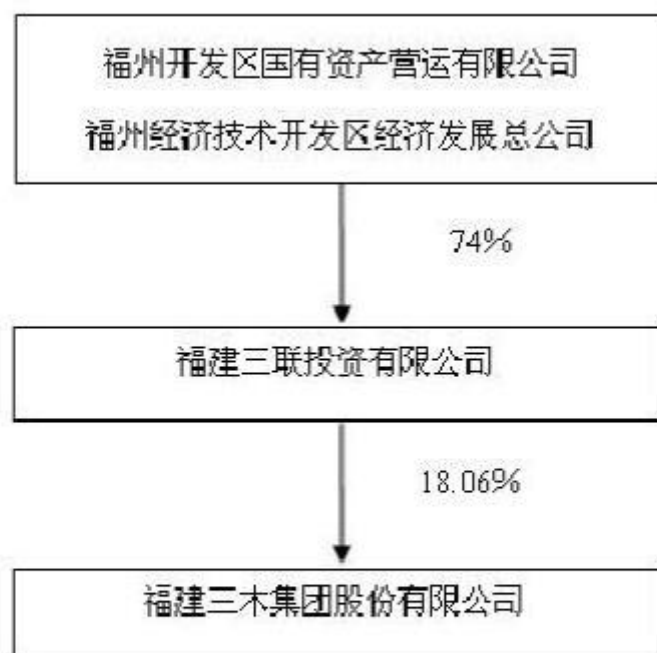 福州开发区国有资产营运有限公司
福州经济技术开发区经济发展总公司
74%
福建三联投资有限公司
18.06%
福建三木集团股份有限公司